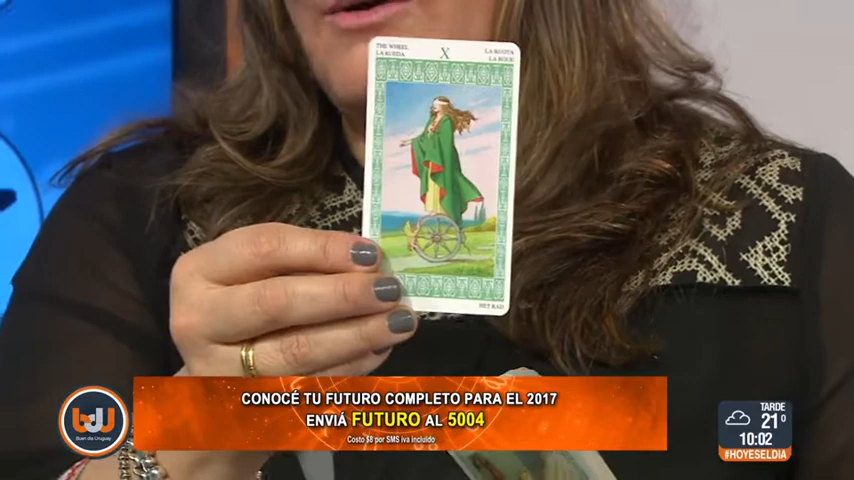 THE WHEEL
LA RUEDA
X
LA RUOTA
LA ROUE
HET RAD
CONOCÉ TU FUTURO COMPLETO PARA EL 2017
ENVIÁ FUTURO AL 5004
Costo $8 por SMS iva incluido
buu
Buen día Uruguay
TARDE
21°
10:02
#HOYESELDIA